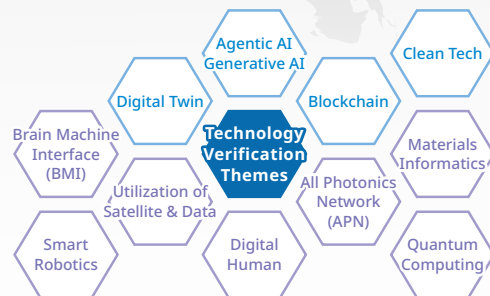 Agentic AI
Generative AI
Clean Tech
Digital Twin
Blockchain
Brain Machine
Interface
(BMI)
Technology
Verification
Themes
Materials
Informatics
Utilization of
Satellite & Data
All Photonics
Network
(APN)
Smart
Robotics
Digital
Human
Quantum
Computing